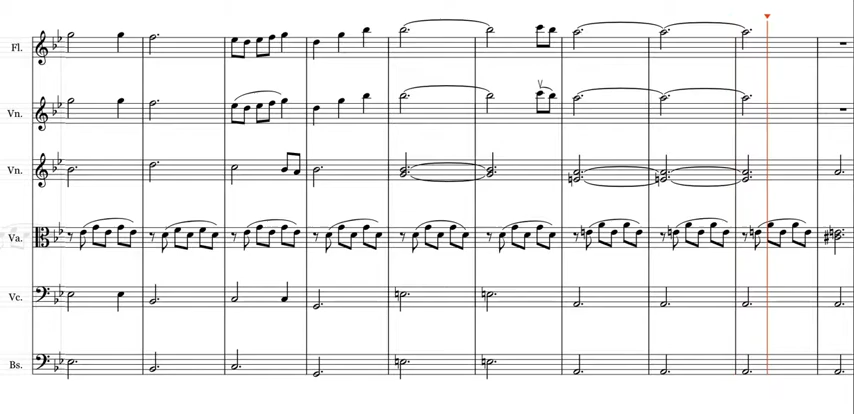 Fl.
Vn.
Vn.
Va.
Vc.
Bs.